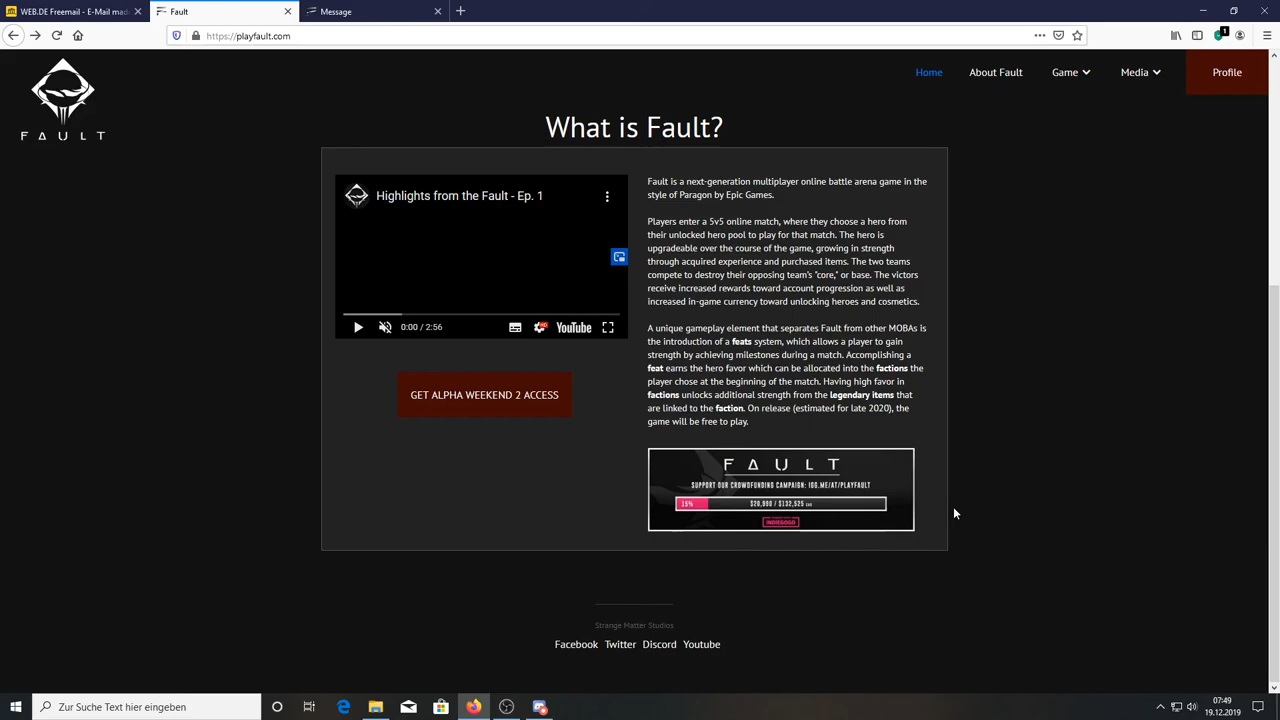 WEB.DE Freemail - E-Mail made
Fault
Message
https://playfault.com
1
FAULT
Home
About Fault
Game
Media
Profile
What is Fault?
Highlights from the Fault - Ep. 1
0:00 / 2:56
HD
YouTube
GET ALPHA WEEKEND 2 ACCESS
Fault is a next-generation multiplayer online battle arena game in the
style of Paragon by Epic Games.
Players enter a 5v5 online match, where they choose a hero from
their unlocked hero pool to play for that match. The hero is
upgradeable over the course of the game, growing in strength
through acquired experience and purchased items. The two teams
compete to destroy their opposing team's "core," or base. The victors
receive increased rewards toward account progression as well as
increased in-game currency toward unlocking heroes and cosmetics.
A unique gameplay element that separates Fault from other MOBAs is
the introduction of a feats system, which allows a player to gain
strength by achieving milestones during a match. Accomplishing a
feat earns the hero favor which can be allocated into the factions the
player chose at the beginning of the match. Having high favor in
factions unlocks additional strength from the legendary items that
are linked to the faction. On release (estimated for late 2020), the
game will be free to play.
FAULT
SUPPORT OUR CROWDFUNDING CAMPAIGN: IGG.ME/AT/PLAYFAULT
15%
$20,090 / $132,525 CAD
INDIEGOGO
Strange Matter Studios
Facebook Twitter Discord Youtube
Zur Suche Text hier eingeben
07:49
19.12.2019